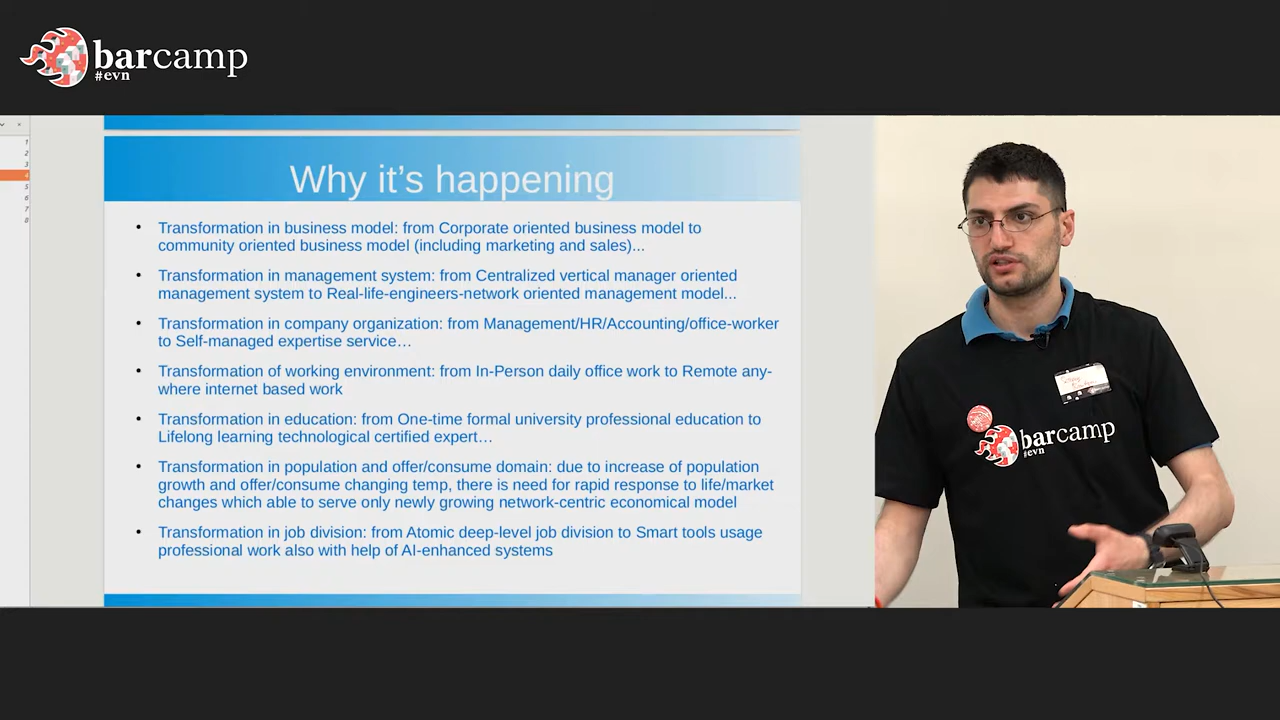 barcamp
#evn
1
2
3
4
5
6
7
8
Why it's happening
• Transformation in business model: from Corporate oriented business model to
community oriented business model (including marketing and sales)...
• Transformation in management system: from Centralized vertical manager oriented
management system to Real-life-engineers-network oriented management model...
• Transformation in company organization: from Management/HR/Accounting/office-worker
to Self-managed expertise service…
• Transformation of working environment: from In-Person daily office work to Remote any-
where internet based work
• Transformation in education: from One-time formal university professional education to
Lifelong learning technological certified expert…
• Transformation in population and offer/consume domain: due to increase of population
growth and offer/consume changing temp, there is need for rapid response to life/market
changes which able to serve only newly growing network-centric economical model
• Transformation in job division: from Atomic deep-level job division to Smart tools usage
professional work also with help of AI-enhanced systems
barcamp
#evn